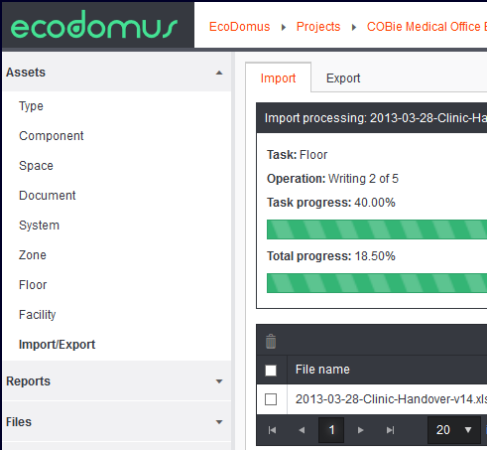 ecodomus
EcoDomus Projects COBie Medical Office
Assets
Type
Component
Space
Document
System
Zone
Floor
Facility
Import/Export
Reports
Files
Import Export
Import processing: 2013-03-28-Clinic-Ha
Task: Floor
Operation: Writing 2 of 5
Task progress: 40.00%
Total progress: 18.50%
File name
2013-03-28-Clinic-Handover-v14.xls
1 20